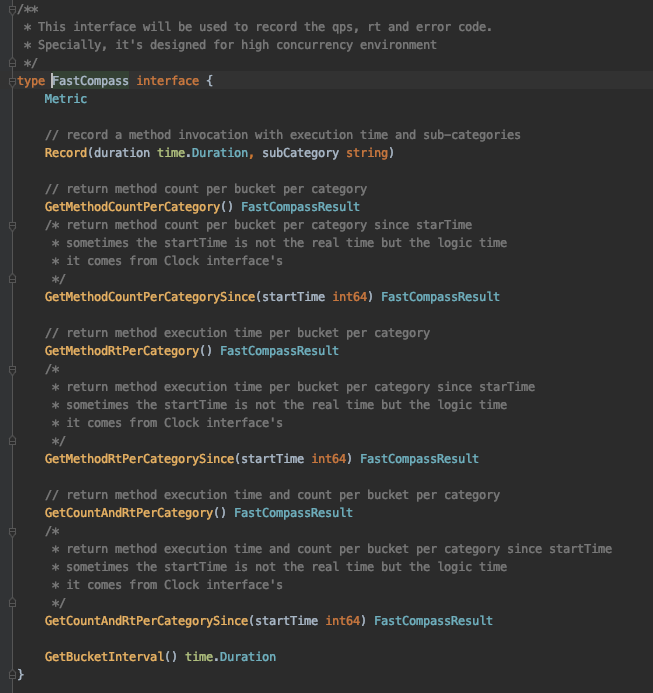 /**
 * This interface will be used to record the qps, rt and error code.
 * Specially, it's designed for high concurrency environment
 */
type FastCompass interface {
    Metric

    // record a method invocation with execution time and sub-categories
    Record(duration time.Duration, subCategory string)

    // return method count per bucket per category
    GetMethodCountPerCategory() FastCompassResult
    /* return method count per bucket per category since starTime
     * sometimes the startTime is not the real time but the logic time
     * it comes from Clock interface's
     */
    GetMethodCountPerCategorySince(startTime int64) FastCompassResult

    // return method execution time per bucket per category
    GetMethodRtPerCategory() FastCompassResult
    /*
     * return method execution time per bucket per category since starTime
     * sometimes the startTime is not the real time but the logic time
     * it comes from Clock interface's
     */
    GetMethodRtPerCategorySince(startTime int64) FastCompassResult

    // return method execution time and count per bucket per category
    GetCountAndRtPerCategory() FastCompassResult
    /*
     * return method execution time and count per bucket per category since startTime
     * sometimes the startTime is not the real time but the logic time
     * it comes from Clock interface's
     */
    GetCountAndRtPerCategorySince(startTime int64) FastCompassResult

    GetBucketInterval() time.Duration
}